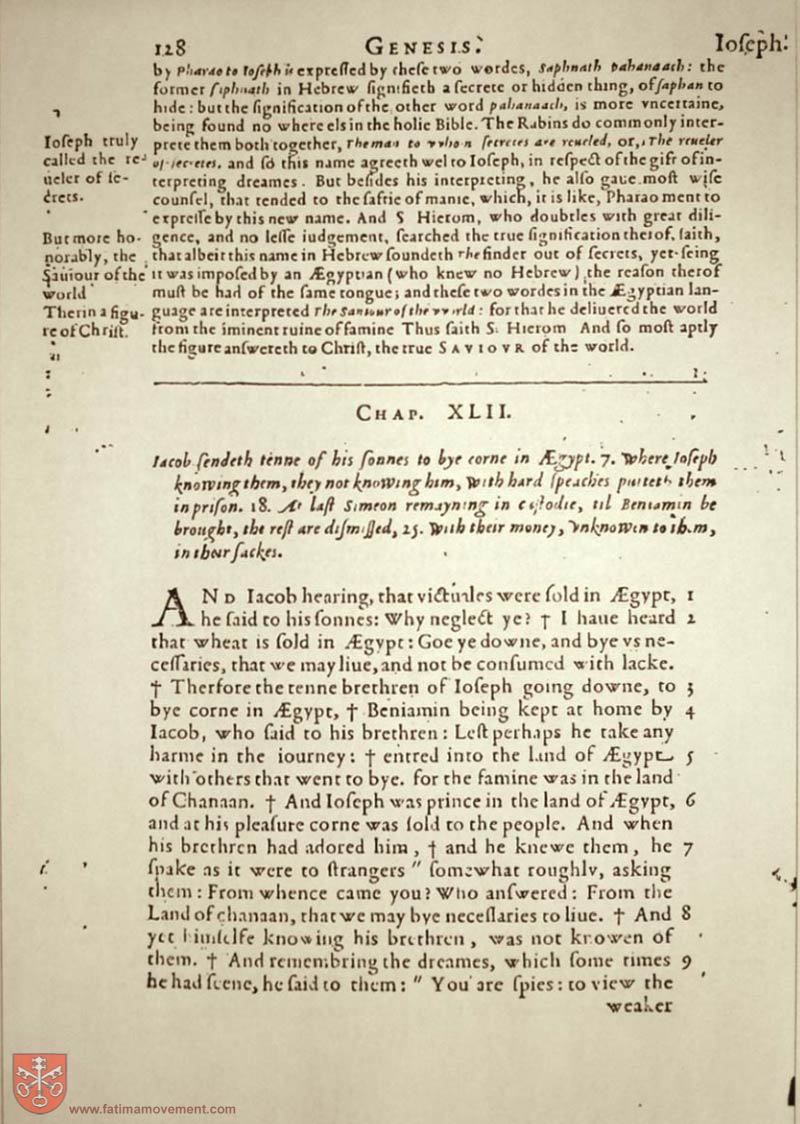 128 GENESIS. Ioſeph.
by Pharao to Ioſeph is expreſſed by theſe two wordes, Saphnath pahanaach: the
former ſaphnath in Hebrew ſignifieth a ſecrete or hidden thing, of ſaphan to
hide: but the ſignification of the other word pahanaach, is more vncertaine,
being found no where els in the holie Bible. The Rabins do commonly inter-
Ioſeph truly
called the re-
ueler of ſe-
crets.
prete them both together, The man to whom ſecretes are reueled, or, The reueler
of ſecretes. and ſo this name agreeth wel to Ioſeph, in reſpect of the gift of in-
terpreting dreames. But beſides his interpreting, he alſo gaue moſt wiſe
counſel, that tended to the ſaftie of manie, which, it is like, Pharao ment to
expreſſe by this new name. And S Hierom, who doubtles with great dili-
But more ho-
norably, the
Sauiour of the
world
Therin a figu-
re of Chriſt.
gence, and no leſſe iudgement, ſearched the true ſignification therof, ſaith,
that albeit this name in Hebrew ſoundeth The finder out of ſecrets, yet ſeing
it was impoſed by an Ægyptian (who knew no Hebrew) the reaſon therof
muſt be had of the ſame tongue; and theſe two wordes in the Ægyptian lan-
guage are interpreted The Sauiour of the world: for that he deliuered the world
from the iminent ruine of famine Thus ſaith S. Hierom And ſo moſt aptly
the figure anſwereth to Chriſt, the true SAVIOVR of the world.
CHAP. XLII.
Iacob ſendeth tenne of his ſonnes to bye corne in Ægypt. 7. Where Ioſeph
knowing them, they not knowing him, with hard ſpeaches putteth them
in priſon. 18. At laſt Simeon remayning in cuſtodie, til Beniamin be
brought, the reſt are diſmiſſed, 25. With their money, vnknowen to them,
in their ſackes.
AND Iacob hearing, that victuales were ſold in Ægypt, 1
he ſaid to his ſonnes: Why neglect ye? † I haue heard 2
that wheat is ſold in Ægypt: Goe ye downe, and bye vs ne-
ceſſaries, that we may liue, and not be conſumed with lacke.
† Therfore the tenne brethren of Ioſeph going downe, to 3
bye corne in Ægypt, † Beniamin being kept at home by 4
Iacob, who ſaid to his brethren: Leſt perhaps he take any
harme in the iourney: † entred into the land of Ægypt 5
with others that went to bye. for the famine was in the land
of Chanaan. † And Ioſeph was prince in the land of Ægypt, 6
and at his pleaſure corne was ſold to the people. And when
his brethren had adored him, † and he knewe them, he 7
ſpake as it were to ſtrangers " ſomewhat roughly, asking
them: From whence came you? Who anſwered: From the
Land of chanaan, that we may bye neceſſaries to liue. † And 8
yet himſelfe knowing his brethren, was not knowen of
them. † And remembring the dreames, which ſome times 9
he had ſeene, he ſaid to them: " You are ſpies: to view the
weaker
www.fatimamovement.com